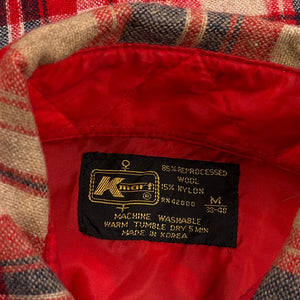 Kmart
85% REPROCESSED
WOOL
15% NYLON
RN 42000
M
38-40
MACHINE WASHABLE
WARM TUMBLE DRY 5 MIN
MADE IN KOREA